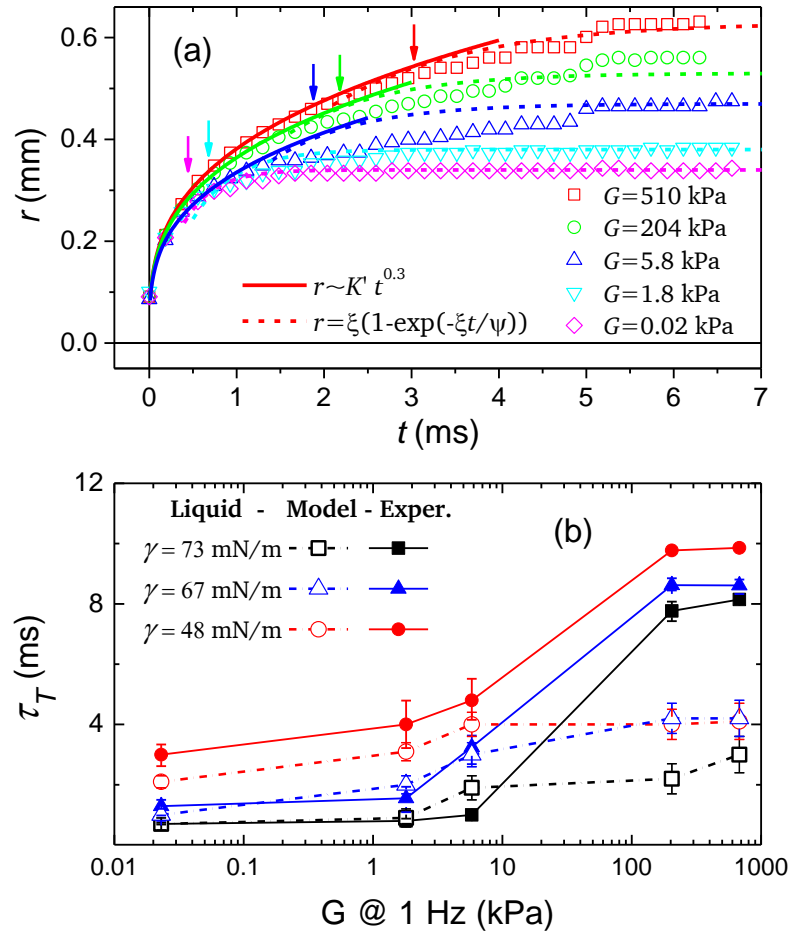 (a)
0.6
0.4
0.2
0.0
r (mm)
G=510 kPa
G=204 kPa
G=5.8 kPa
G=1.8 kPa
G=0.02 kPa
r~K' t^0.3
r=ξ(1-exp(-ξt/ψ))
0 1 2 3 4 5 6 7
t (ms)
(b)
12
8
4
τ_T (ms)
Liquid - Model - Exper.
γ = 73 mN/m
γ = 67 mN/m
γ = 48 mN/m
0.01 0.1 1 10 100 1000
G @ 1 Hz (kPa)